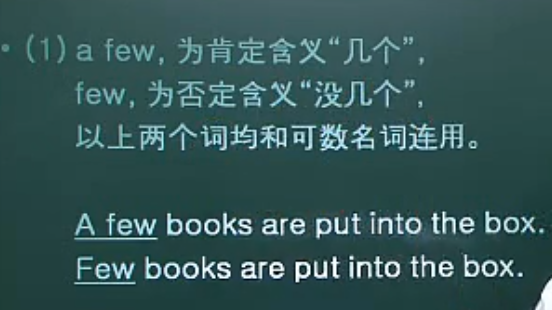 • (1) a few, 为肯定含义“几个”,
few, 为否定含义“没几个”,
以上两个词均和可数名词连用。
A few books are put into the box.
Few books are put into the box.